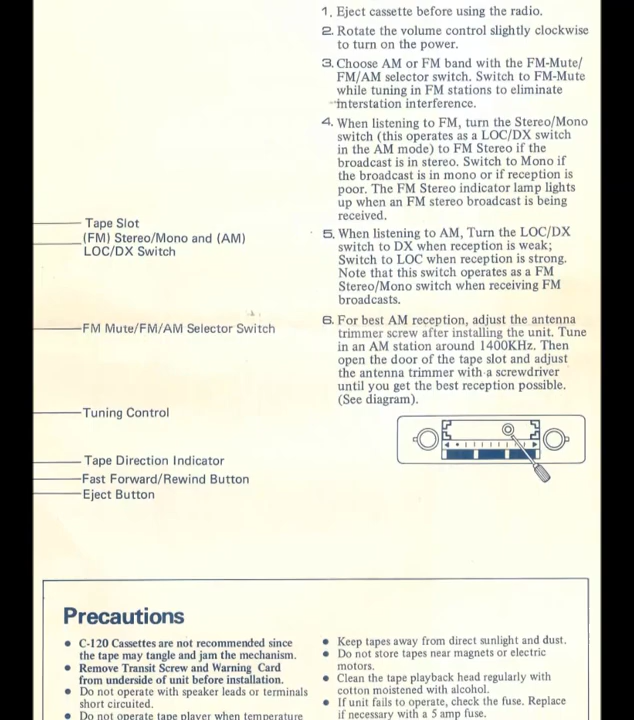 1. Eject cassette before using the radio.
2. Rotate the volume control slightly clockwise
to turn on the power.
3. Choose AM or FM band with the FM-Mute/
FM/AM selector switch. Switch to FM-Mute
while tuning in FM stations to eliminate
interstation interference.
4. When listening to FM, turn the Stereo/Mono
switch (this operates as a LOC/DX switch
in the AM mode) to FM Stereo if the
broadcast is in stereo. Switch to Mono if
the broadcast is in mono or if reception is
poor. The FM Stereo indicator lamp lights
up when an FM stereo broadcast is being
received.
5. When listening to AM, Turn the LOC/DX
switch to DX when reception is weak;
Switch to LOC when reception is strong.
Note that this switch operates as a FM
Stereo/Mono switch when receiving FM
broadcasts.
6. For best AM reception, adjust the antenna
trimmer screw after installing the unit. Tune
in an AM station around 1400KHz. Then
open the door of the tape slot and adjust
the antenna trimmer with a screwdriver
until you get the best reception possible.
(See diagram).
Tape Slot
(FM) Stereo/Mono and (AM)
LOC/DX Switch
FM Mute/FM/AM Selector Switch
Tuning Control
Tape Direction Indicator
Fast Forward/Rewind Button
Eject Button
Precautions
• C-120 Cassettes are not recommended since
the tape may tangle and jam the mechanism.
• Remove Transit Screw and Warning Card
from underside of unit before installation.
• Do not operate with speaker leads or terminals
short circuited.
• Do not operate tape player when temperature
• Keep tapes away from direct sunlight and dust.
• Do not store tapes near magnets or electric
motors.
• Clean the tape playback head regularly with
cotton moistened with alcohol.
• If unit fails to operate, check the fuse. Replace
if necessary with a 5 amp fuse.